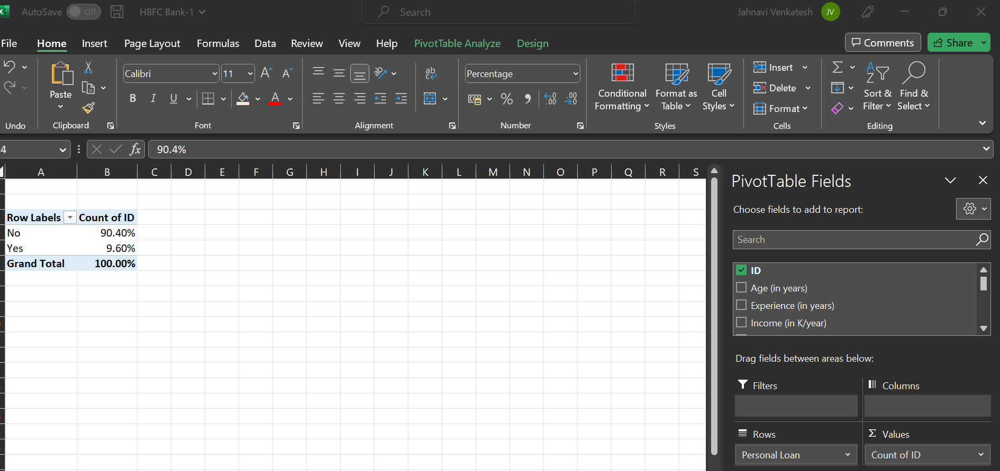 AutoSave Off HBFC Bank-1 Search Jahnavi Venkatesh JV
File Home Insert Page Layout Formulas Data Review View Help PivotTable Analyze Design Comments Share
Paste
Undo
Clipboard
Calibri 11
B I U A
Font
ab
Alignment
Percentage
%
Number
Conditional Formatting
Format as Table
Cell Styles
Styles
Insert
Delete
Format
Cells
Sort & Filter
Find & Select
Editing
4 fx 90.4%
A B C D E F G H I J K L M N O P Q R S
Row Labels Count of ID
No 90.40%
Yes 9.60%
Grand Total 100.00%
PivotTable Fields
Choose fields to add to report:
Search
ID
Age (in years)
Experience (in years)
Income (in K/year)
Drag fields between areas below:
Filters Columns
Rows Σ Values
Personal Loan Count of ID